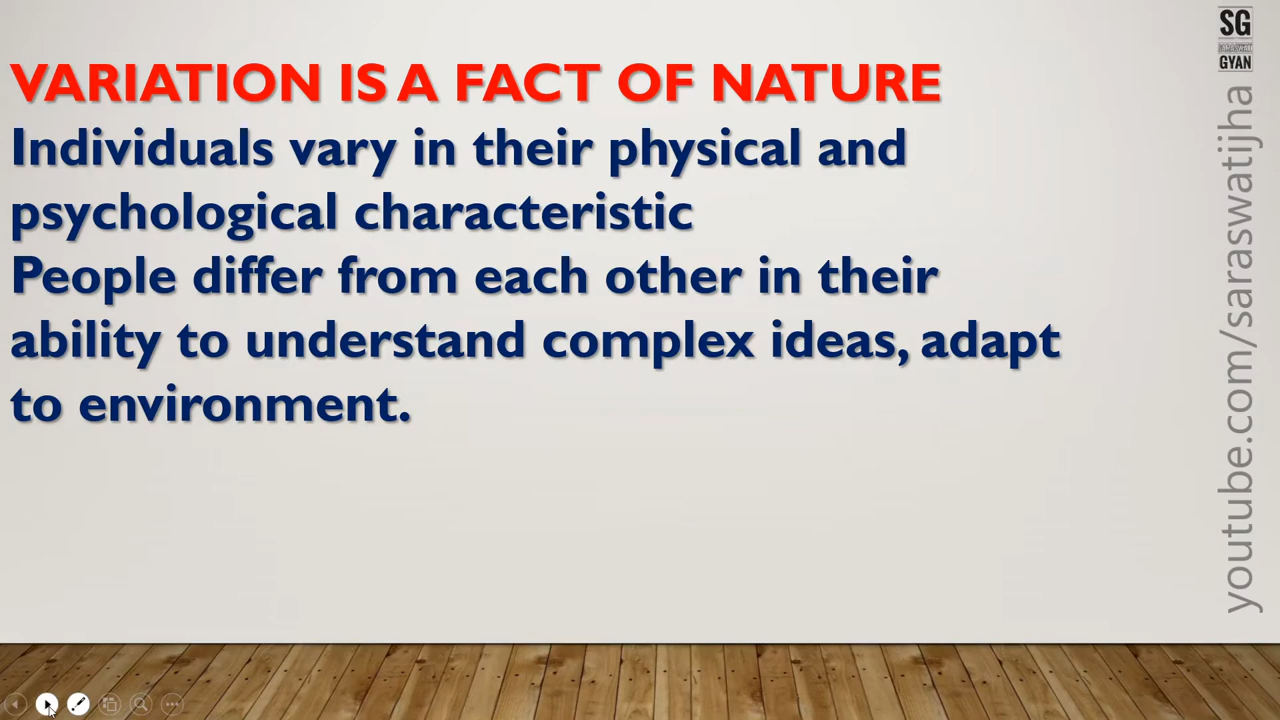 VARIATION IS A FACT OF NATURE
Individuals vary in their physical and
psychological characteristic
People differ from each other in their
ability to understand complex ideas, adapt
to environment.
SG
SARASWATI
GYAN
youtube.com/saraswatijha